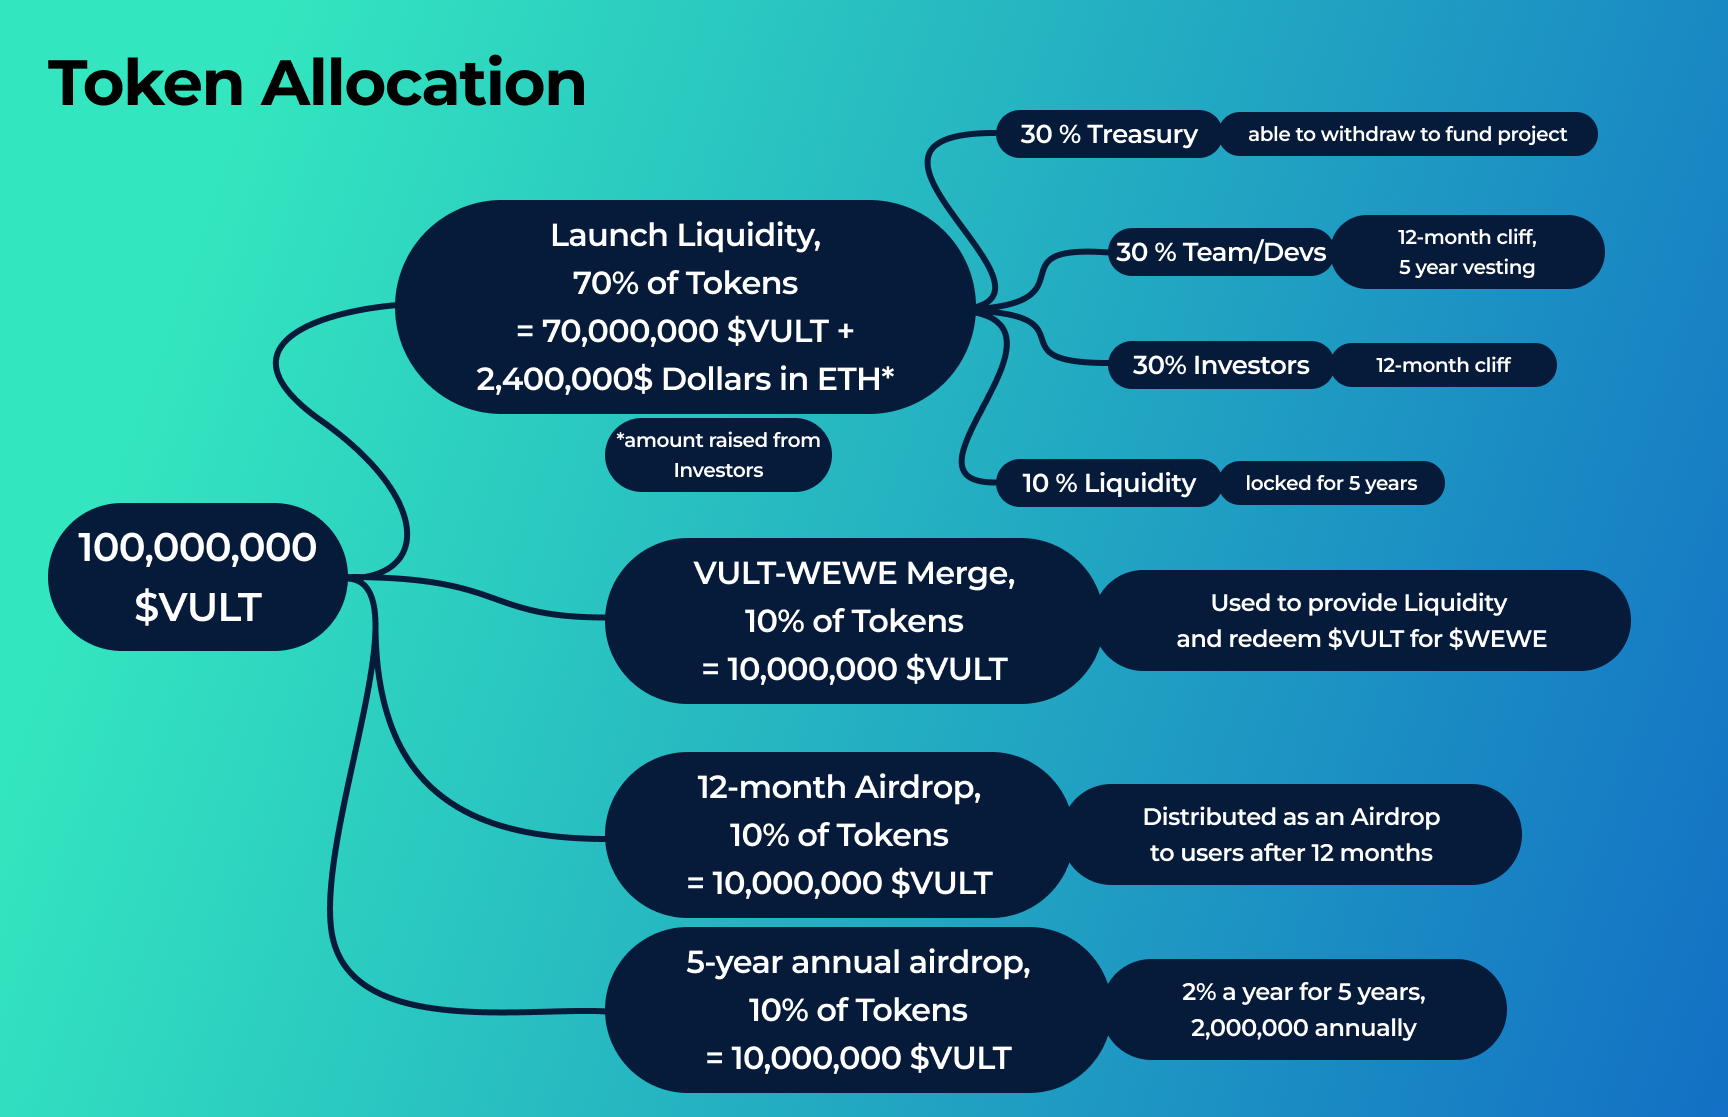 Token Allocation
30 % Treasury
able to withdraw to fund project
Launch Liquidity,
70% of Tokens
= 70,000,000 $VULT +
2,400,000$ Dollars in ETH*
30 % Team/Devs
12-month cliff,
5 year vesting
30% Investors
12-month cliff
*amount raised from
Investors
10 % Liquidity
locked for 5 years
100,000,000
$VULT
VULT-WEWE Merge,
10% of Tokens
= 10,000,000 $VULT
Used to provide Liquidity
and redeem $VULT for $WEWE
12-month Airdrop,
10% of Tokens
= 10,000,000 $VULT
Distributed as an Airdrop
to users after 12 months
5-year annual airdrop,
10% of Tokens
= 10,000,000 $VULT
2% a year for 5 years,
2,000,000 annually